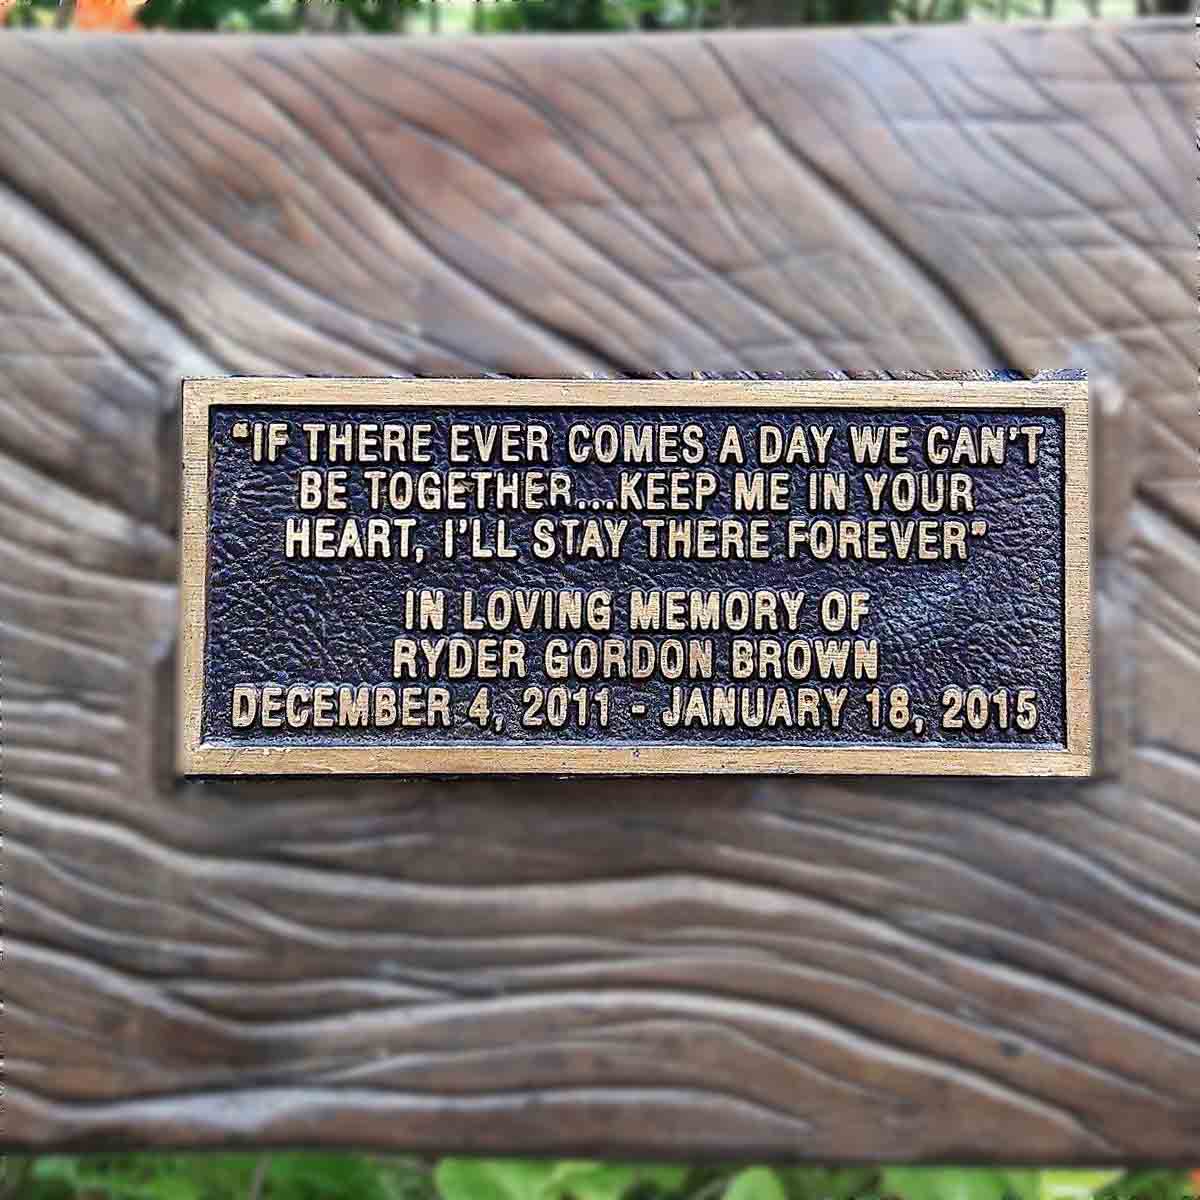 “IF THERE EVER COMES A DAY WE CAN’T
BE TOGETHER...KEEP ME IN YOUR
HEART, I’LL STAY THERE FOREVER”
IN LOVING MEMORY OF
RYDER GORDON BROWN
DECEMBER 4, 2011 - JANUARY 18, 2015